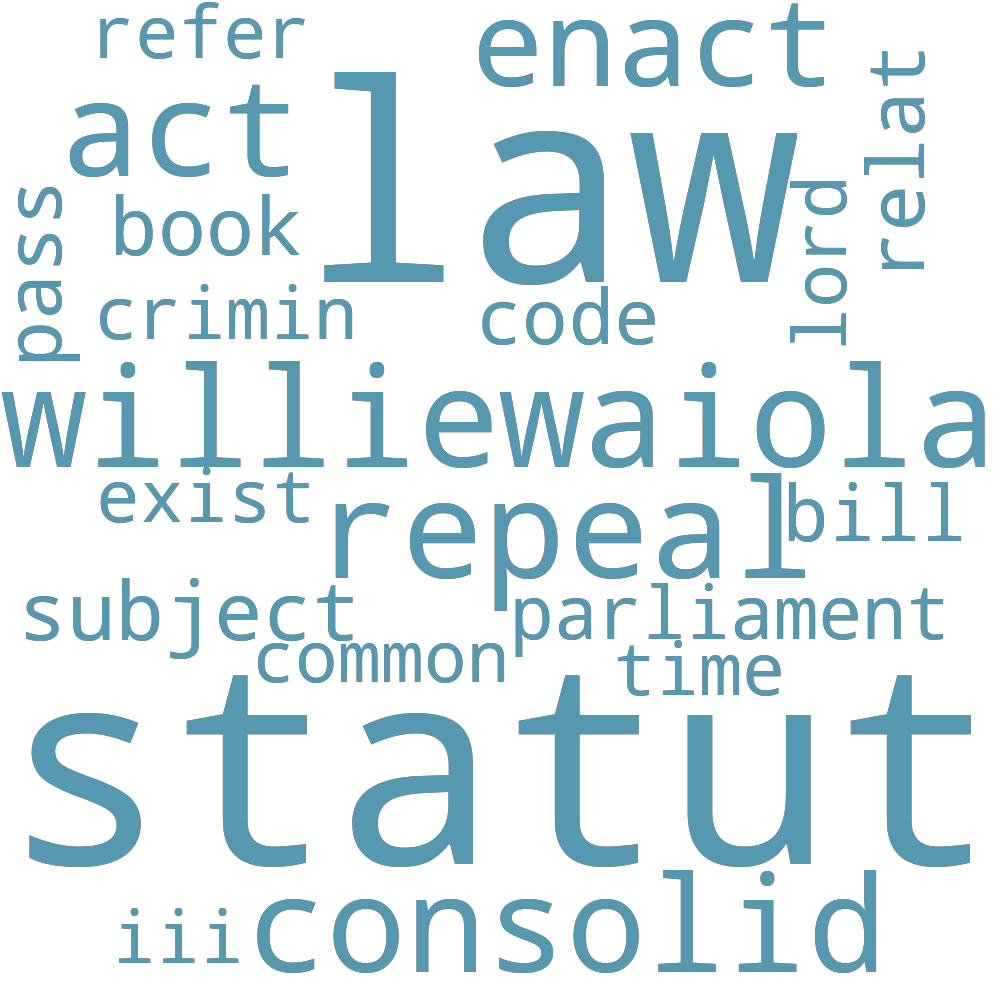 refer
enact
act
law
relat
pass
book
lord
crimin
code
williewaiola
exist
repeal
bill
subject
parliament
common
time
statut
iii
consolid